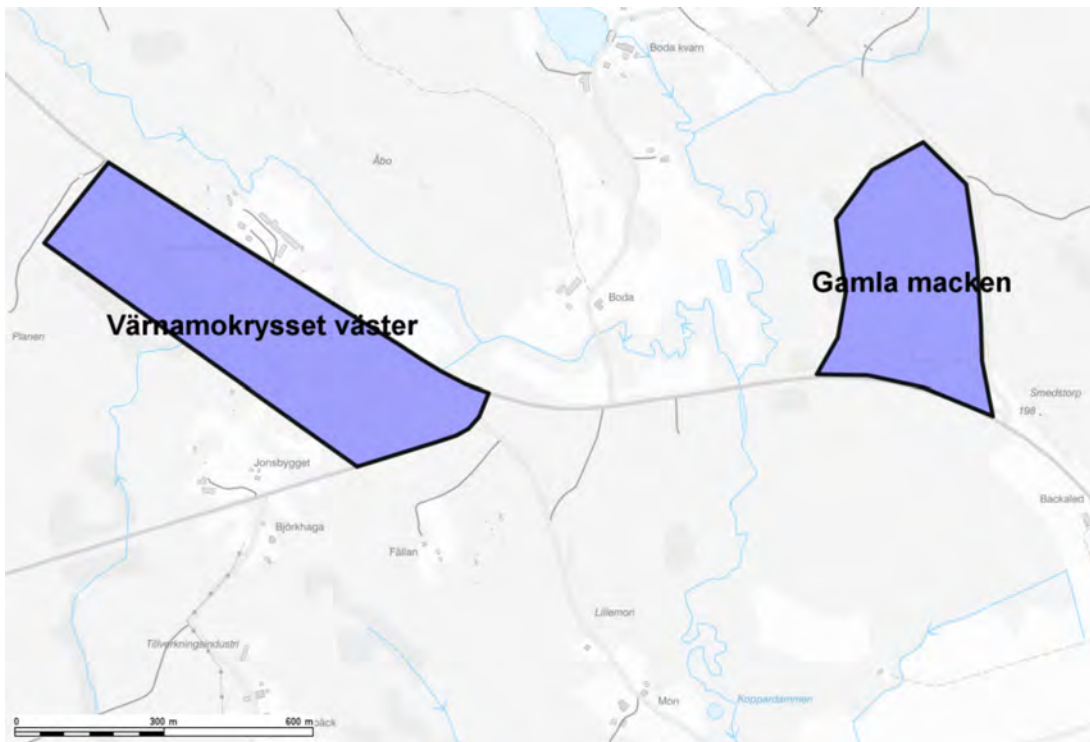 Boda kvarn
Åbo
Gamla macken
Boda
Värnamokrysset väster
Planen
Smedstorp
198
Jonsbygget
Backaled
Björkhaga
Fällan
Lillemon
Tillverkningsindustri
Mon
Koppardammen
0 300 m 600 m
bäck